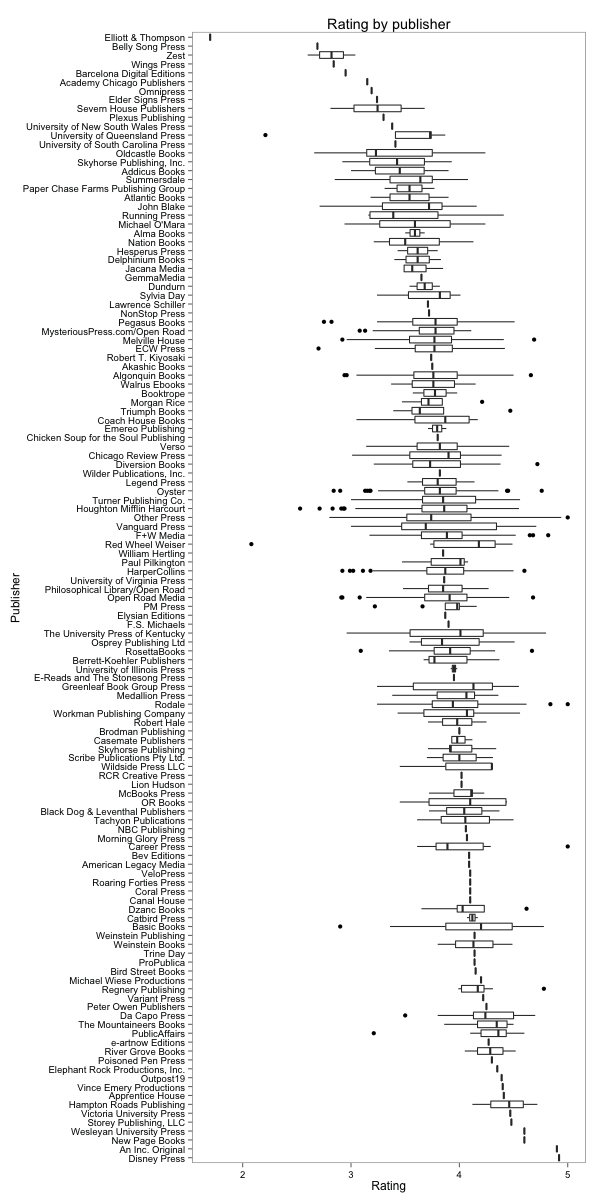 Rating by publisher
Elliott & Thompson
Belly Song Press
Zest
Wings Press
Barcelona Digital Editions
Academy Chicago Publishers
Omnipress
Elder Signs Press
Severn House Publishers
Plexus Publishing
University of New South Wales Press
University of Queensland Press
University of South Carolina Press
Oldcastle Books
Skyhorse Publishing, Inc.
Addicus Books
Summersdale
Paper Chase Farms Publishing Group
Atlantic Books
John Blake
Running Press
Michael O'Mara
Alma Books
Nation Books
Hesperus Press
Delphinium Books
Jacana Media
GemmaMedia
Dundurn
Sylvia Day
Lawrence Schiller
NonStop Press
Pegasus Books
MysteriousPress.com/Open Road
Melville House
ECW Press
Robert T. Kiyosaki
Akashic Books
Algonquin Books
Walrus Ebooks
Booktrope
Morgan Rice
Triumph Books
Coach House Books
Emereo Publishing
Chicken Soup for the Soul Publishing
Verso
Chicago Review Press
Diversion Books
Wilder Publications, Inc.
Legend Press
Oyster
Turner Publishing Co.
Houghton Mifflin Harcourt
Other Press
Vanguard Press
F+W Media
Red Wheel Weiser
William Hertling
Paul Pilkington
HarperCollins
University of Virginia Press
Philosophical Library/Open Road
Open Road Media
PM Press
Elysian Editions
F.S. Michaels
The University Press of Kentucky
Osprey Publishing Ltd
RosettaBooks
Berrett-Koehler Publishers
University of Illinois Press
E-Reads and The Stonesong Press
Greenleaf Book Group Press
Medallion Press
Rodale
Workman Publishing Company
Robert Hale
Brodman Publishing
Casemate Publishers
Skyhorse Publishing
Scribe Publications Pty Ltd.
Wildside Press LLC
RCR Creative Press
Lion Hudson
McBooks Press
OR Books
Black Dog & Leventhal Publishers
Tachyon Publications
NBC Publishing
Morning Glory Press
Career Press
Bev Editions
American Legacy Media
VeloPress
Roaring Forties Press
Coral Press
Canal House
Dzanc Books
Catbird Press
Basic Books
Weinstein Publishing
Weinstein Books
Trine Day
ProPublica
Bird Street Books
Michael Wiese Productions
Regnery Publishing
Variant Press
Peter Owen Publishers
Da Capo Press
The Mountaineers Books
PublicAffairs
e-artnow Editions
River Grove Books
Poisoned Pen Press
Elephant Rock Productions, Inc.
Outpost19
Vince Emery Productions
Apprentice House
Hampton Roads Publishing
Victoria University Press
Storey Publishing, LLC
Wesleyan University Press
New Page Books
An Inc. Original
Disney Press
Publisher
2 3 4 5
Rating